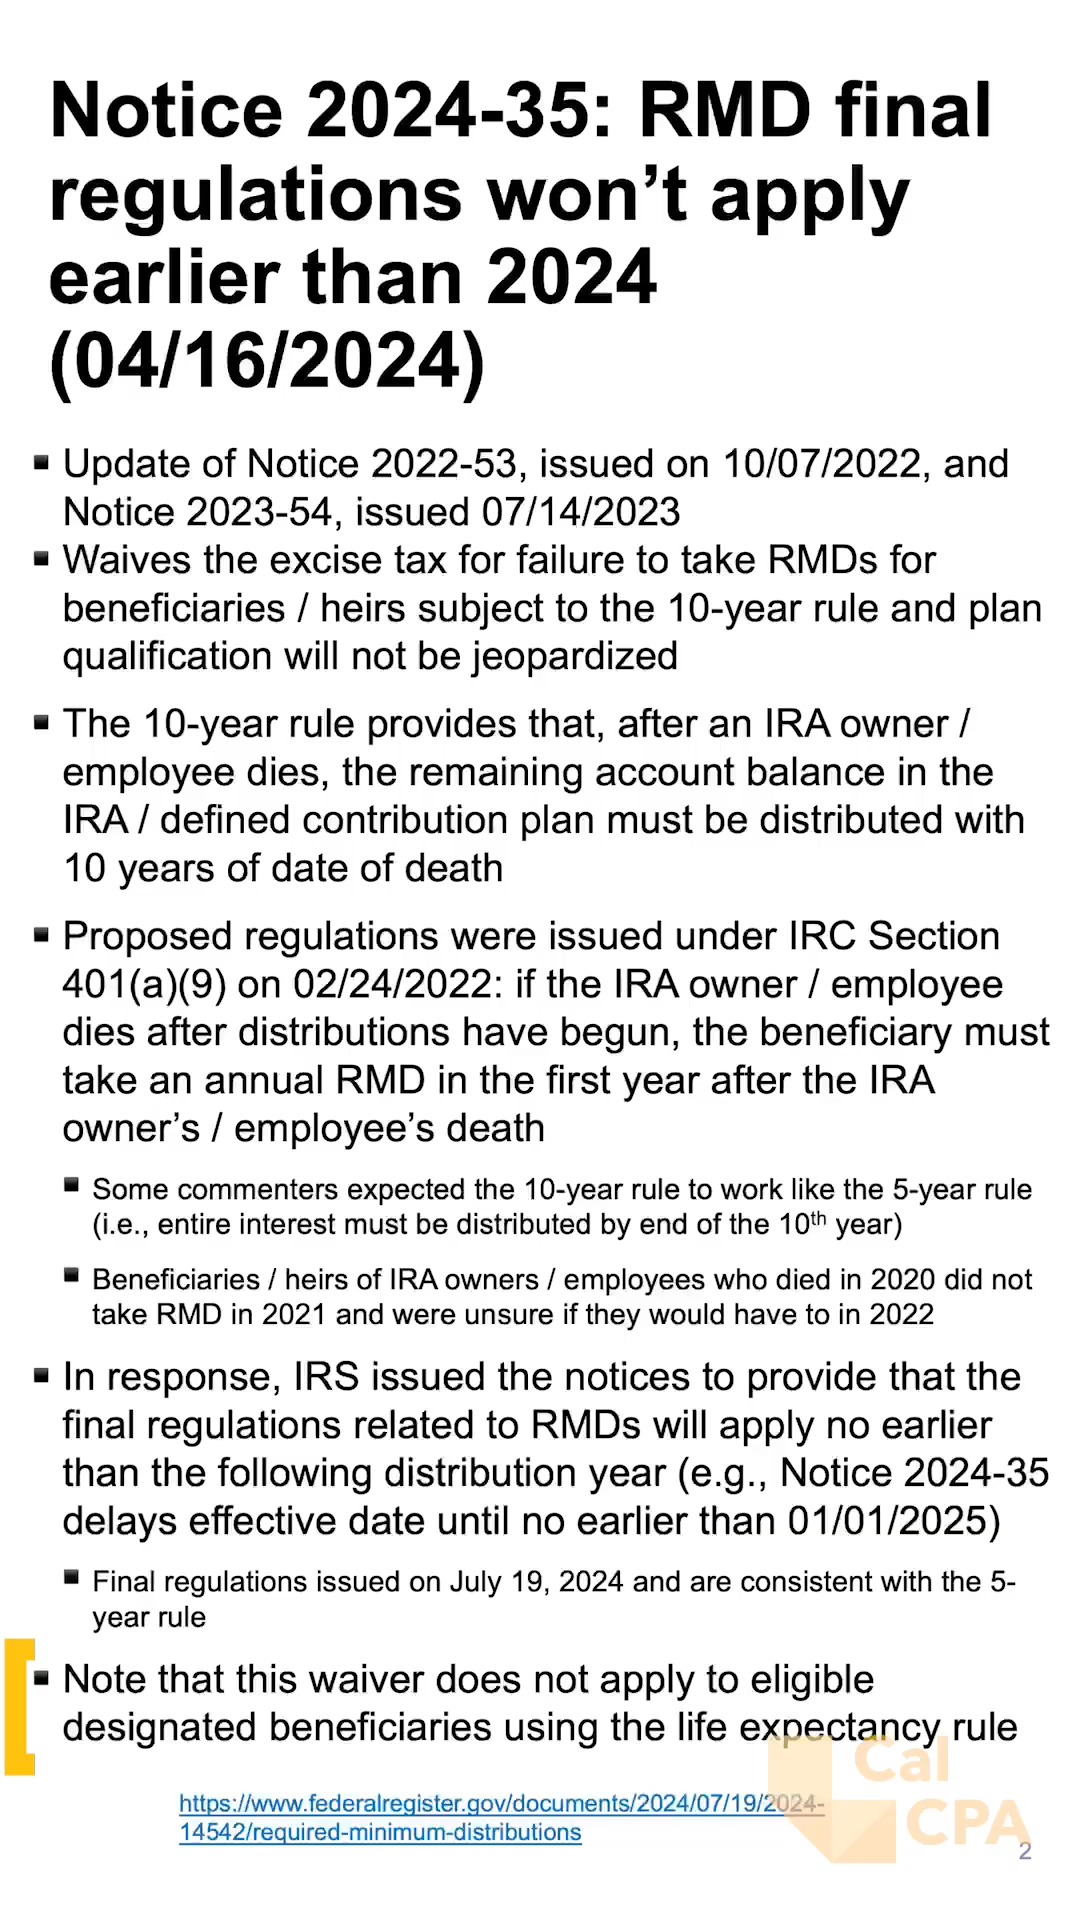 Notice 2024-35: RMD final
regulations won’t apply
earlier than 2024
(04/16/2024)
Update of Notice 2022-53, issued on 10/07/2022, and
Notice 2023-54, issued 07/14/2023
Waives the excise tax for failure to take RMDs for
beneficiaries / heirs subject to the 10-year rule and plan
qualification will not be jeopardized
The 10-year rule provides that, after an IRA owner /
employee dies, the remaining account balance in the
IRA / defined contribution plan must be distributed with
10 years of date of death
Proposed regulations were issued under IRC Section
401(a)(9) on 02/24/2022: if the IRA owner / employee
dies after distributions have begun, the beneficiary must
take an annual RMD in the first year after the IRA
owner’s / employee’s death
Some commenters expected the 10-year rule to work like the 5-year rule
(i.e., entire interest must be distributed by end of the 10th year)
Beneficiaries / heirs of IRA owners / employees who died in 2020 did not
take RMD in 2021 and were unsure if they would have to in 2022
In response, IRS issued the notices to provide that the
final regulations related to RMDs will apply no earlier
than the following distribution year (e.g., Notice 2024-35
delays effective date until no earlier than 01/01/2025)
Final regulations issued on July 19, 2024 and are consistent with the 5-
year rule
Note that this waiver does not apply to eligible
designated beneficiaries using the life expectancy rule
https://www.federalregister.gov/documents/2024/07/19/2024-
14542/required-minimum-distributions
Cal
CPA
2